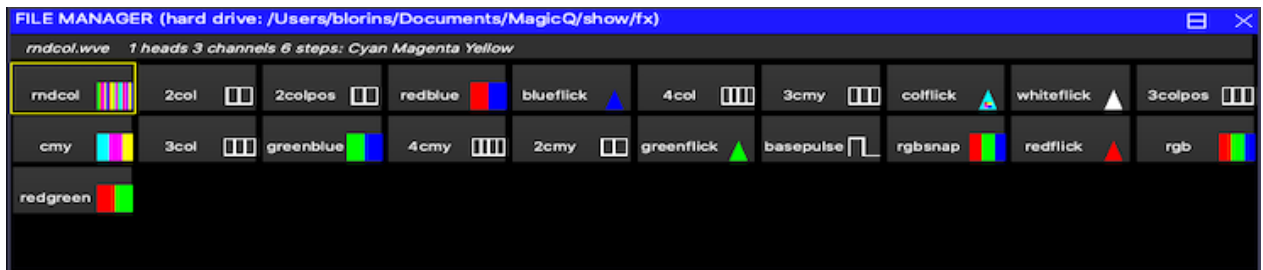 FILE MANAGER (hard drive: /Users/blorins/Documents/MagicQ/show/fx)
rndcol.wve 1 heads 3 channels 6 steps: Cyan Magenta Yellow
rndcol 2col 2colpos redblue blueflick 4col 3cmy colflick whiteflick 3colpos
cmy 3col greenblue 4cmy 2cmy greenflick basepulse rgbsnap redflick rgb
redgreen